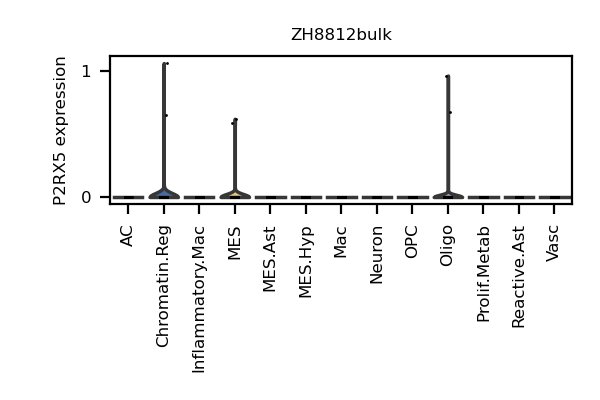 ZH8812bulk
P2RX5 expression
1
0
AC
Chromatin.Reg
Inflammatory.Mac
MES
MES.Ast
MES.Hyp
Mac
Neuron
OPC
Oligo
Prolif.Metab
Reactive.Ast
Vasc